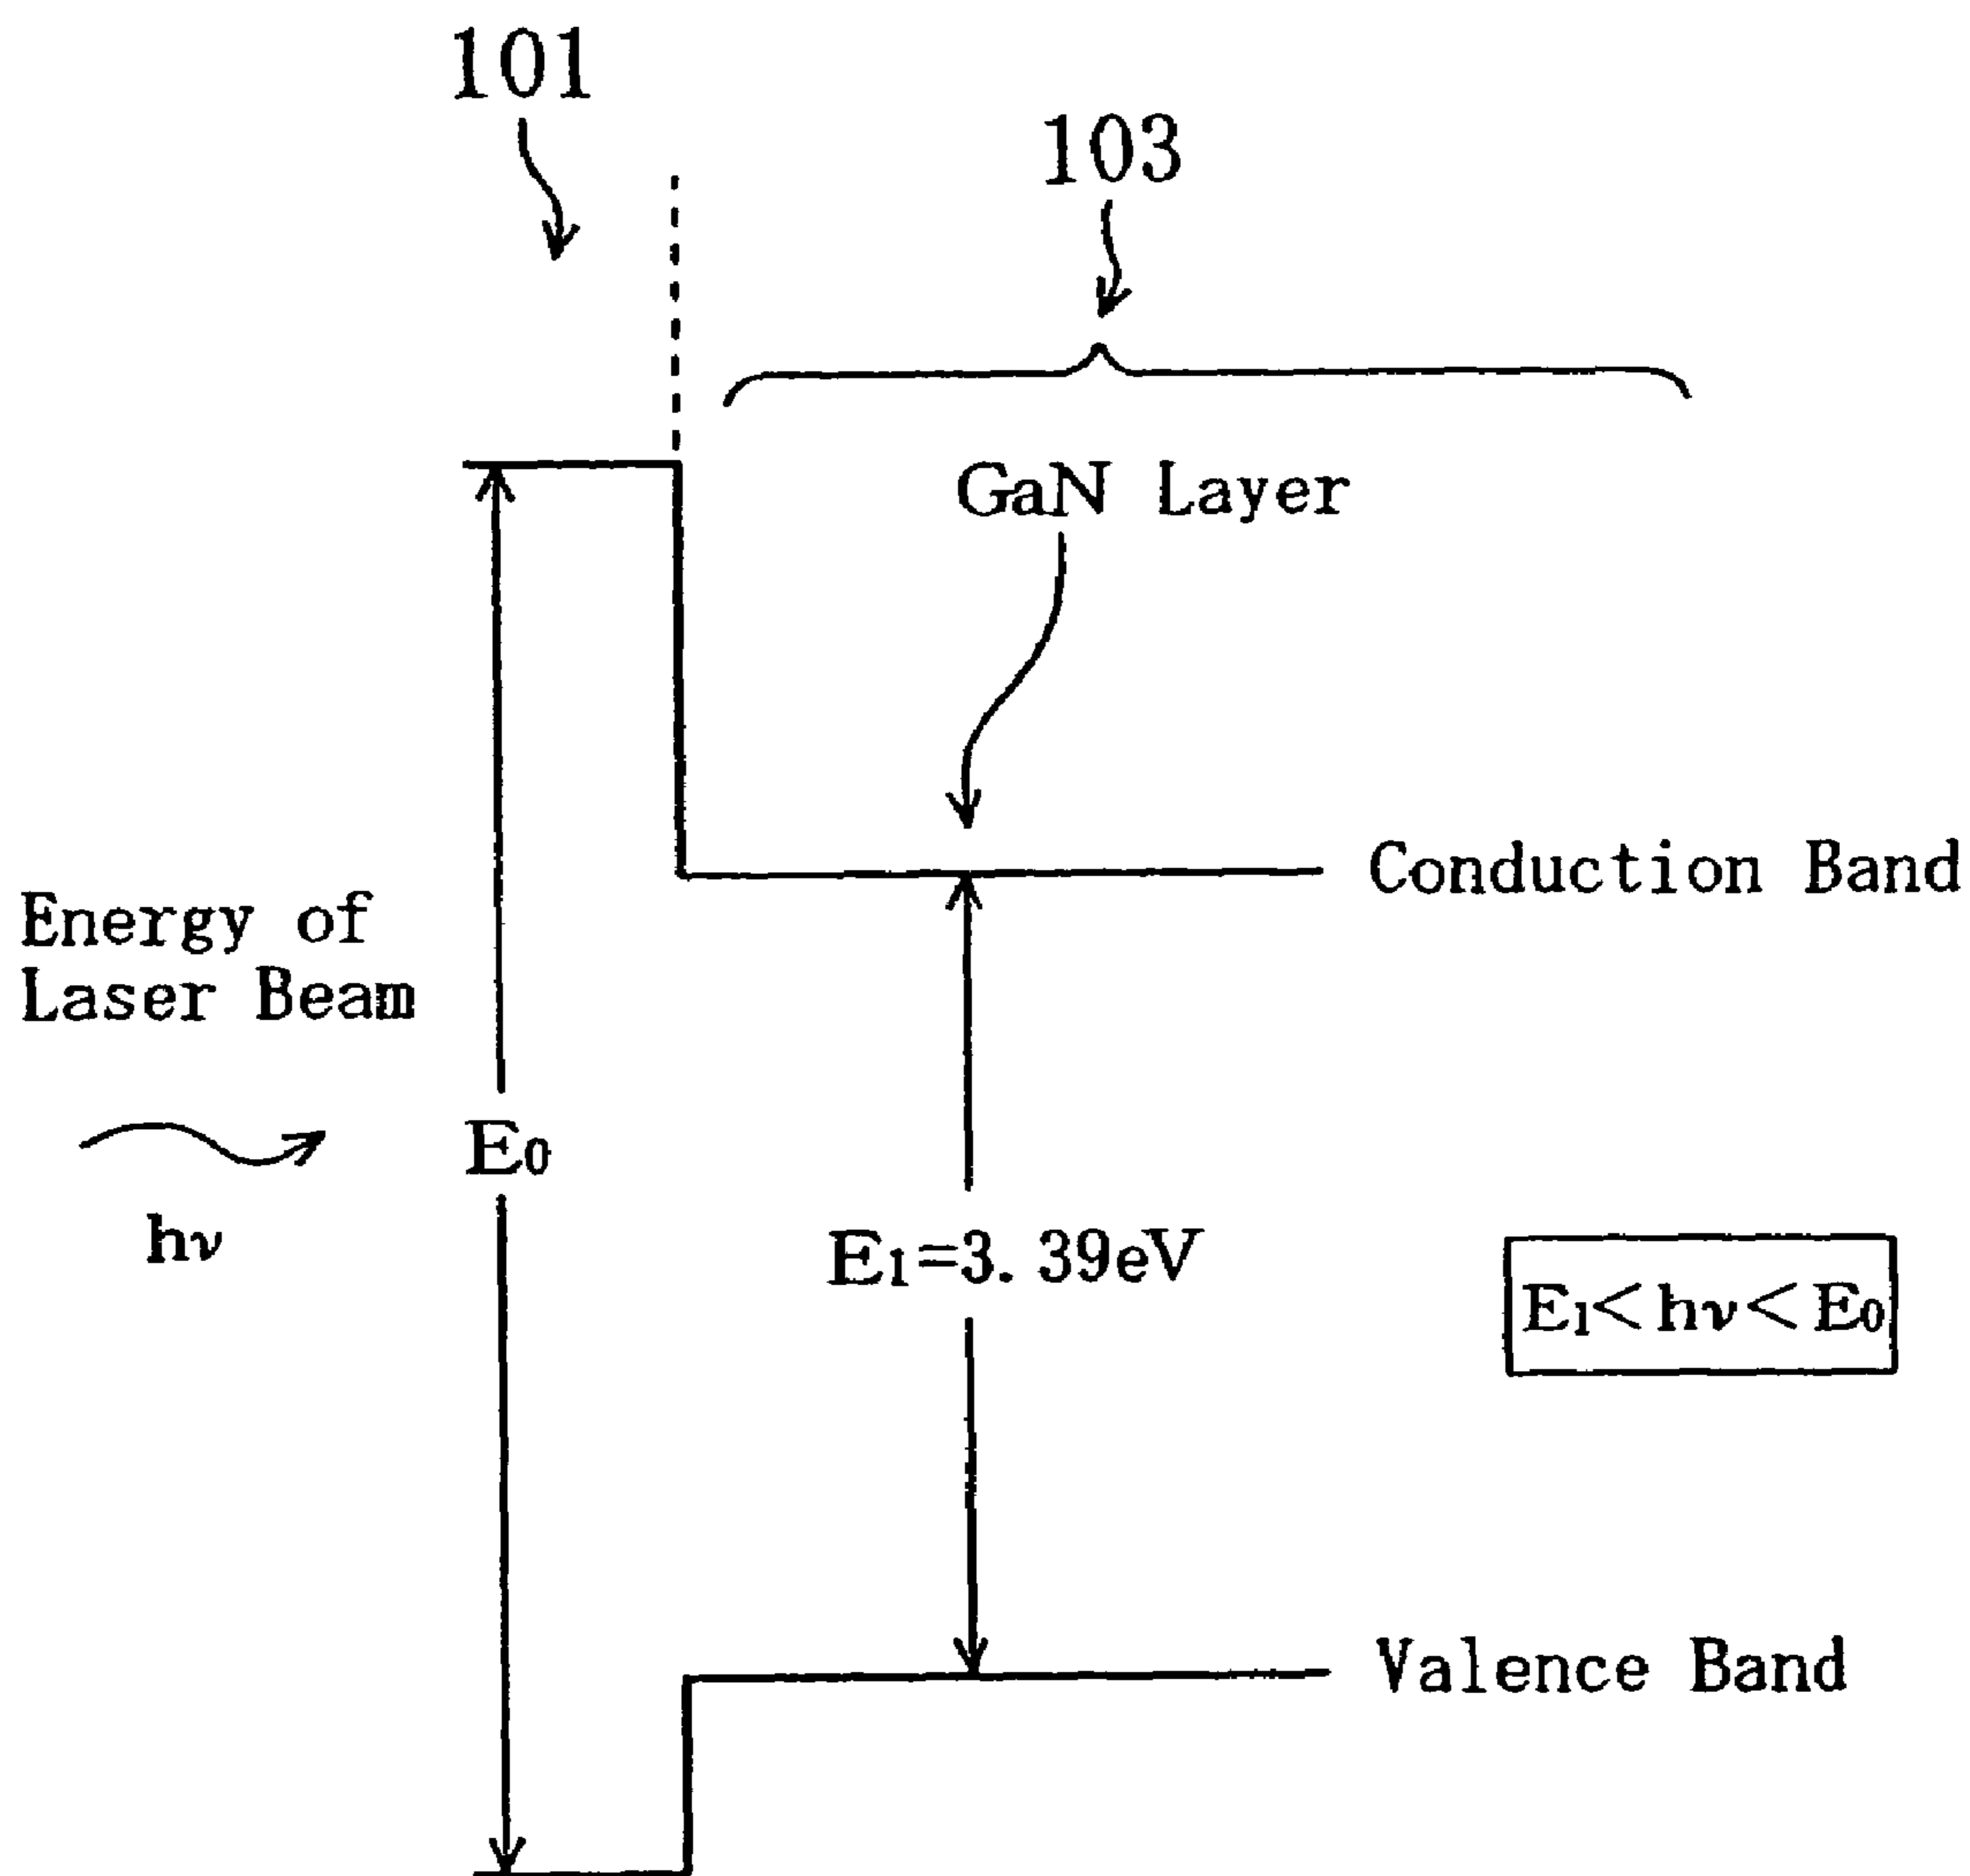 101
103
GaN Layer
Conduction Band
Energy of
Laser Beam
E₀
hν
E₁=3.39eV
E₁<hν<E₀
Valence Band